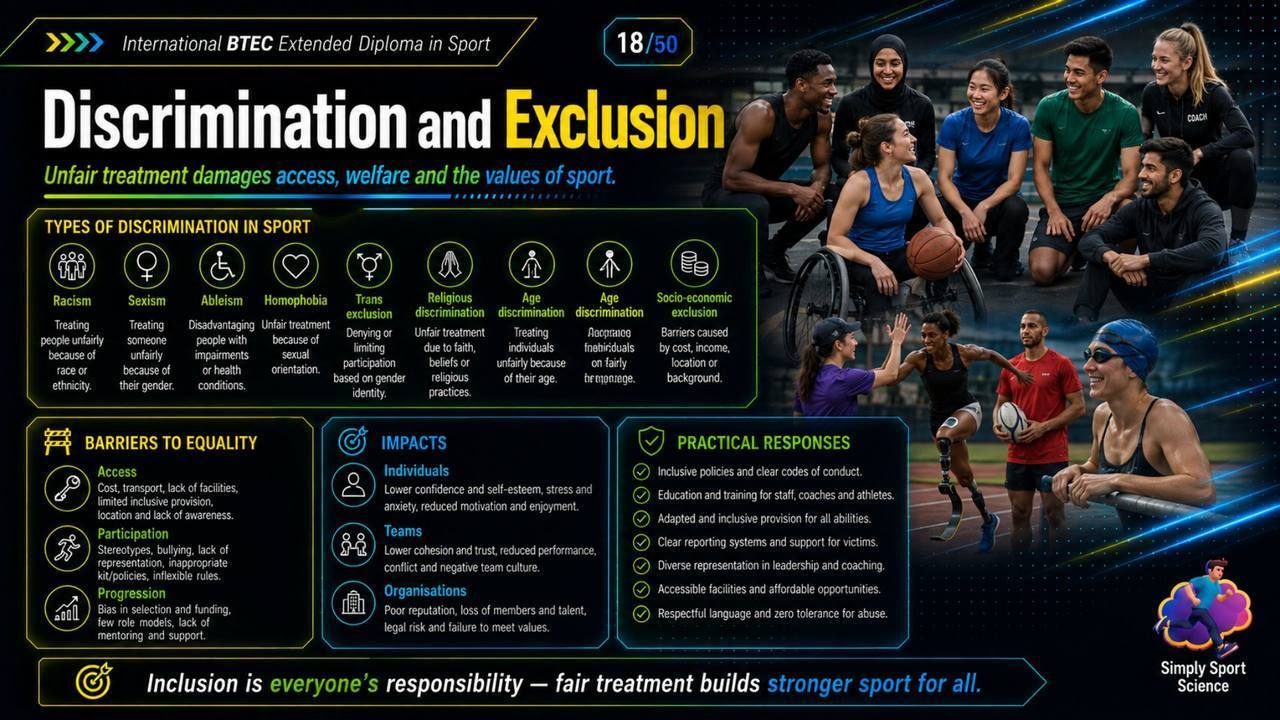 International BTEC Extended Diploma in Sport
18/50
Discrimination and Exclusion
Unfair treatment damages access, welfare and the values of sport.
TYPES OF DISCRIMINATION IN SPORT
Racism
Treating
people unfairly
because of
race or
ethnicity.
Sexism
Treating
someone
unfairly
because of
their gender.
Ableism
Disadvantaging
people with
impairments
or health
conditions.
Homophobia
Unfair treatment
because of
sexual
orientation.
Trans
exclusion
Denying or
limiting
participation
based on gender
identity.
Religious
discrimination
Unfair treatment
due to faith,
beliefs or
religious
practices.
Age
discrimination
Treating
individuals
unfairly because
of their age.
Age
discrimination
on fairly
Socio-economic
exclusion
Barriers caused
by cost, income,
location or
background.
BARRIERS TO EQUALITY
Access
Cost, transport, lack of facilities,
limited inclusive provision,
location and lack of awareness.
Participation
Stereotypes, bullying, lack of
representation, inappropriate
kit/policies, inflexible rules.
Progression
Bias in selection and funding,
few role models, lack of
mentoring and support.
IMPACTS
Individuals
Lower confidence and self-esteem, stress and
anxiety, reduced motivation and enjoyment.
Teams
Lower cohesion and trust, reduced performance,
conflict and negative team culture.
Organisations
Poor reputation, loss of members and talent,
legal risk and failure to meet values.
PRACTICAL RESPONSES
Inclusive policies and clear codes of conduct.
Education and training for staff, coaches and athletes.
Adapted and inclusive provision for all abilities.
Clear reporting systems and support for victims.
Diverse representation in leadership and coaching.
Accessible facilities and affordable opportunities.
Respectful language and zero tolerance for abuse.
COACH
Inclusion is everyone's responsibility — fair treatment builds stronger sport for all.
Simply Sport
Science